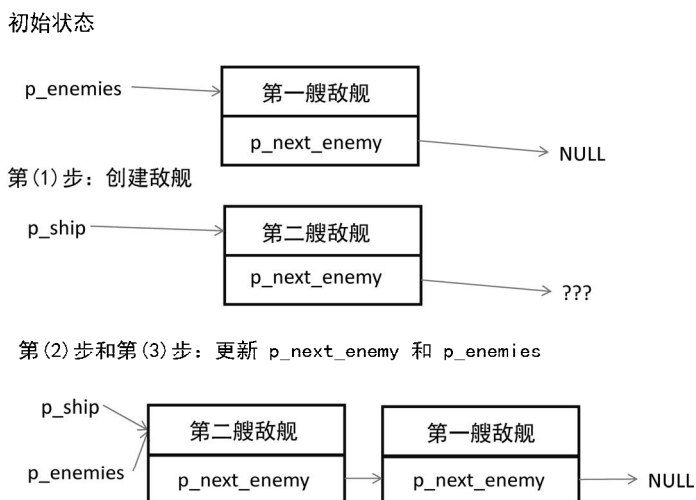 初始状态
p_enemies
第一艘敌舰
p_next_enemy
NULL
第(1)步：创建敌舰
p_ship
第二艘敌舰
p_next_enemy
???
第(2)步和第(3)步：更新 p_next_enemy 和 p_enemies
p_ship
第二艘敌舰 第一艘敌舰
p_enemies
p_next_enemy p_next_enemy NULL